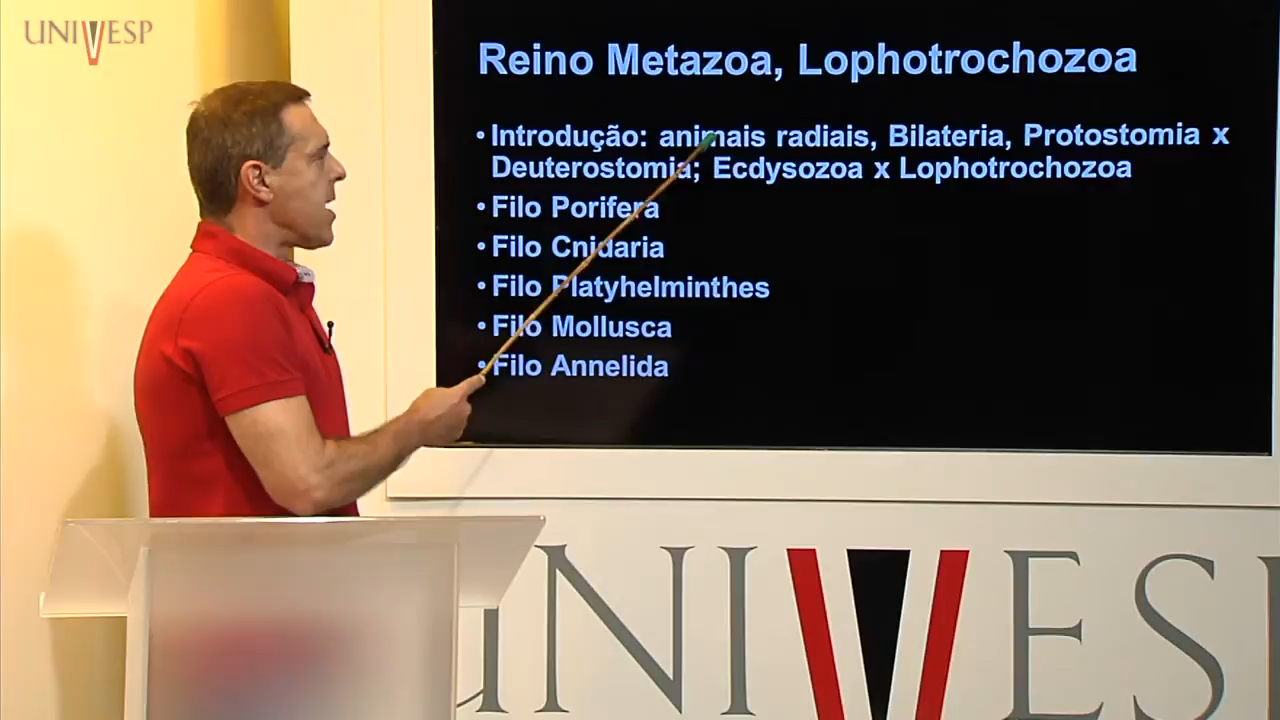 UNIVESP
Reino Metazoa, Lophotrochozoa
• Introdução: animais radiais, Bilateria, Protostomia x
Deuterostomia; Ecdysozoa x Lophotrochozoa
• Filo Porifera
• Filo Cnidaria
• Filo Platyhelminthes
• Filo Mollusca
• Filo Annelida
UNIVES